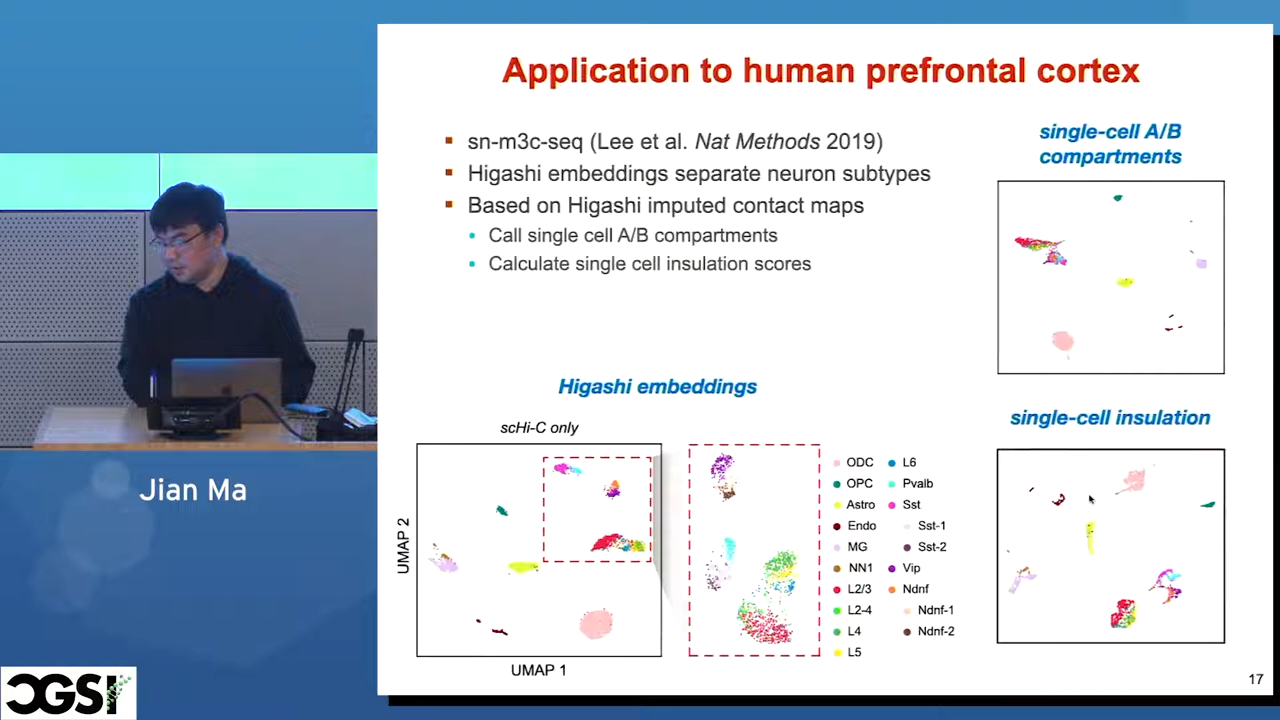 Application to human prefrontal cortex
sn-m3c-seq (Lee et al. Nat Methods 2019)
Higashi embeddings separate neuron subtypes
Based on Higashi imputed contact maps
Call single cell A/B compartments
Calculate single cell insulation scores
single-cell A/B
compartments
Higashi embeddings
scHi-C only
UMAP 2
UMAP 1
ODC
OPC
Astro
Endo
MG
NN1
L2/3
L2-4
L4
L5
L6
Pvalb
Sst
Sst-1
Sst-2
Vip
Ndnf
Ndnf-1
Ndnf-2
single-cell insulation
17
Jian Ma
CGSI